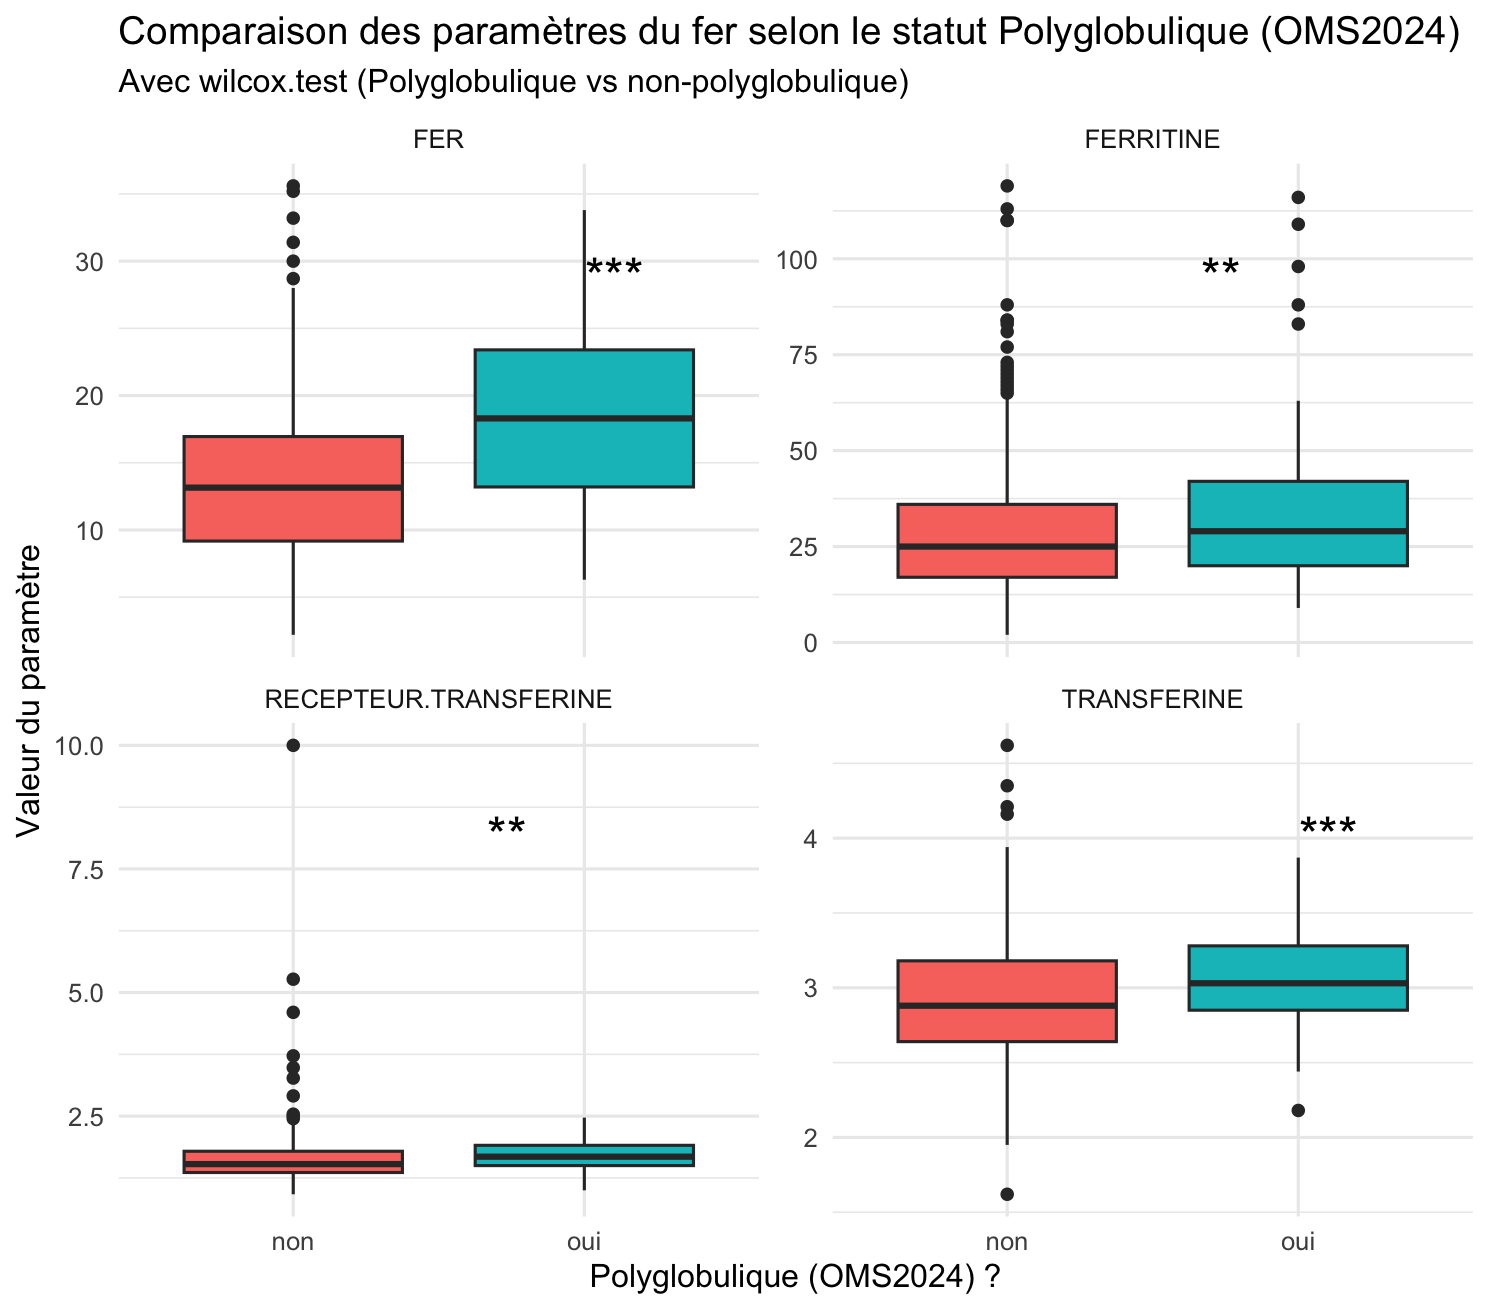 Comparaison des paramètres du fer selon le statut Polyglobulique (OMS2024)
Avec wilcox.test (Polyglobulique vs non-polyglobulique)
FER
30
20
10
***
FERRITINE
100
75
50
25
0
**
Valeur du paramètre
RECEPTEUR.TRANSFERINE
10.0
7.5
5.0
2.5
**
non
oui
TRANSFERINE
4
3
2
***
non
oui
Polyglobulique (OMS2024) ?